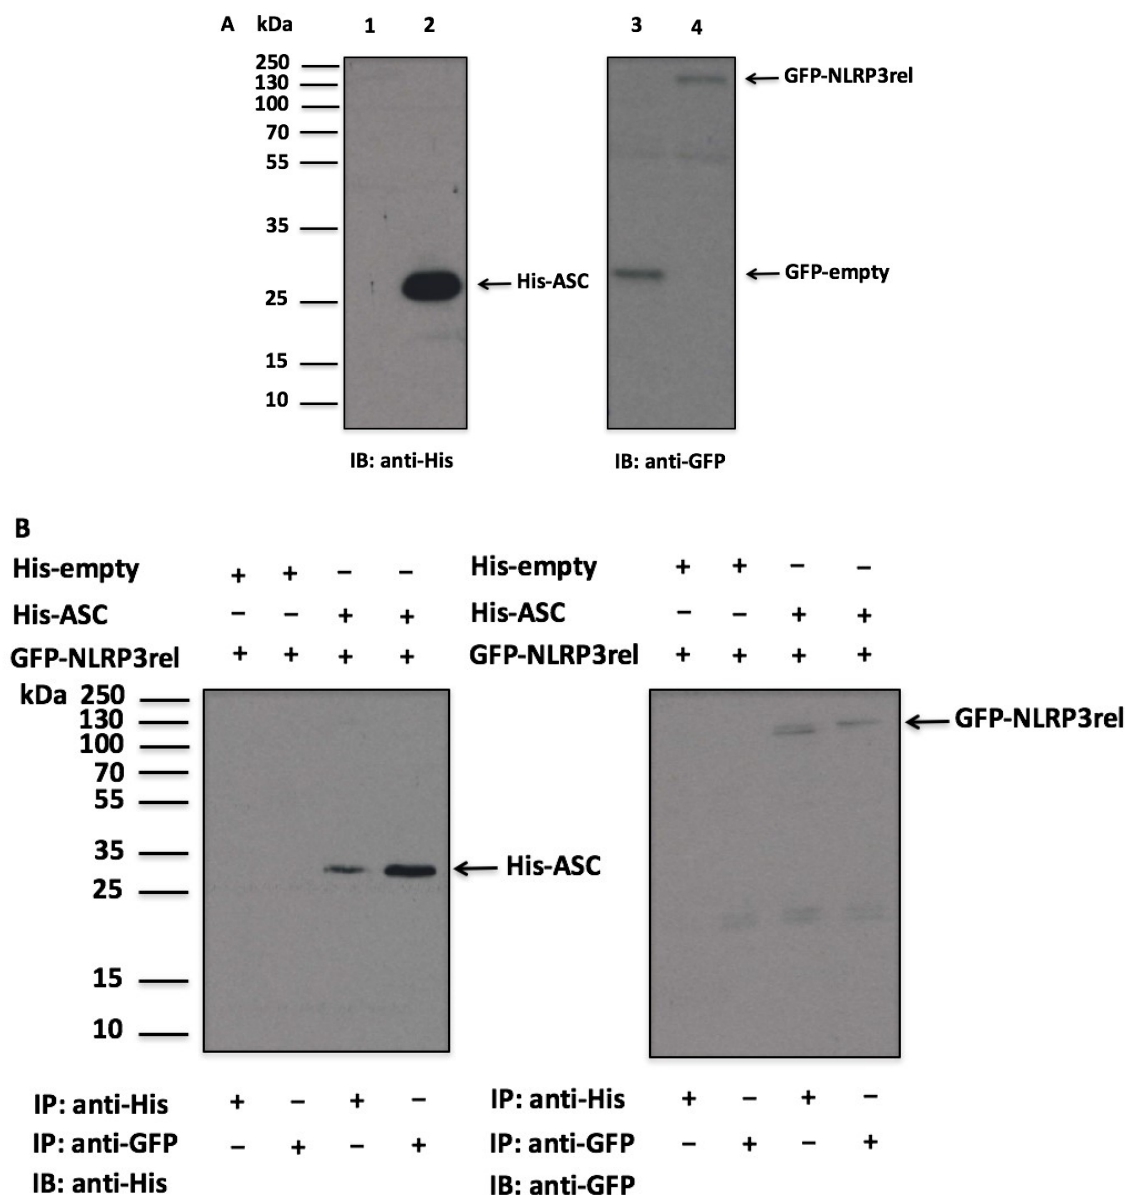 A kDa 1 2 3 4
250
130
100
70
55
35
25
15
10
GFP-NLRP3rel
His-ASC
GFP-empty
IB: anti-His IB: anti-GFP
B
His-empty + + – – His-empty + + – –
His-ASC – – + + His-ASC – – + +
GFP-NLRP3rel + + + + GFP-NLRP3rel + + + +
kDa 250
130
100
70
55
35
25
15
10
GFP-NLRP3rel
His-ASC
IP: anti-His + – + – IP: anti-His + – + –
IP: anti-GFP – + – + IP: anti-GFP – + – +
IB: anti-His IB: anti-GFP